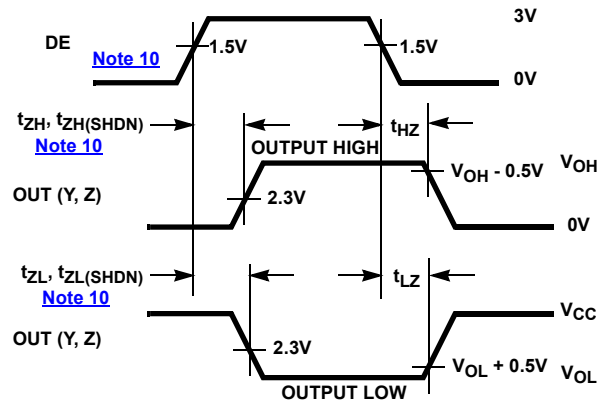 3V
DE
Note 10
1.5V
1.5V
0V
tZH, tZH(SHDN)
Note 10
tHZ
OUTPUT HIGH
VOH - 0.5V
VOH
OUT (Y, Z)
2.3V
0V
tZL, tZL(SHDN)
Note 10
tLZ
VCC
OUT (Y, Z)
2.3V
VOL + 0.5V
VOL
OUTPUT LOW